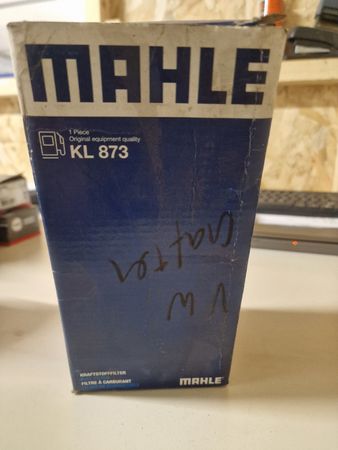 MAHLE
1 Piece
Original equipment quality
KL 873
VW
Crafter
KRAFTSTOFFFILTER
FILTRE À CARBURANT
MAHLE